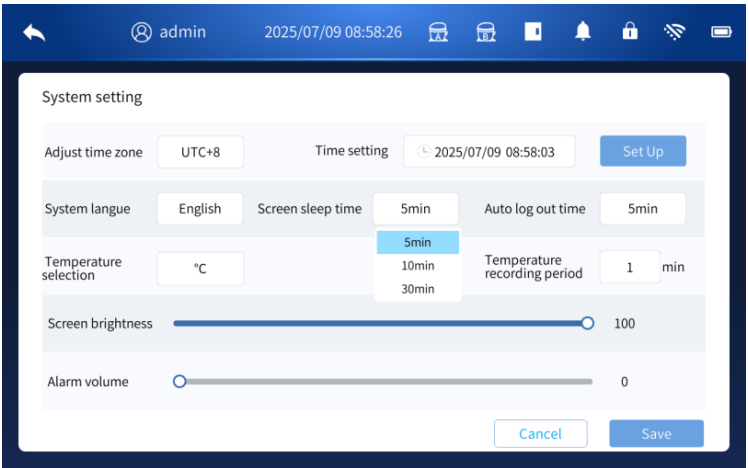 admin 2025/07/09 08:58:26 A B
System setting
Adjust time zone UTC+8 Time setting 2025/07/09 08:58:03 Set Up
System langue English Screen sleep time 5min Auto log out time 5min
5min
10min
30min
Temperature
selection °C
Temperature
recording period 1 min
Screen brightness 100
Alarm volume 0
Cancel Save